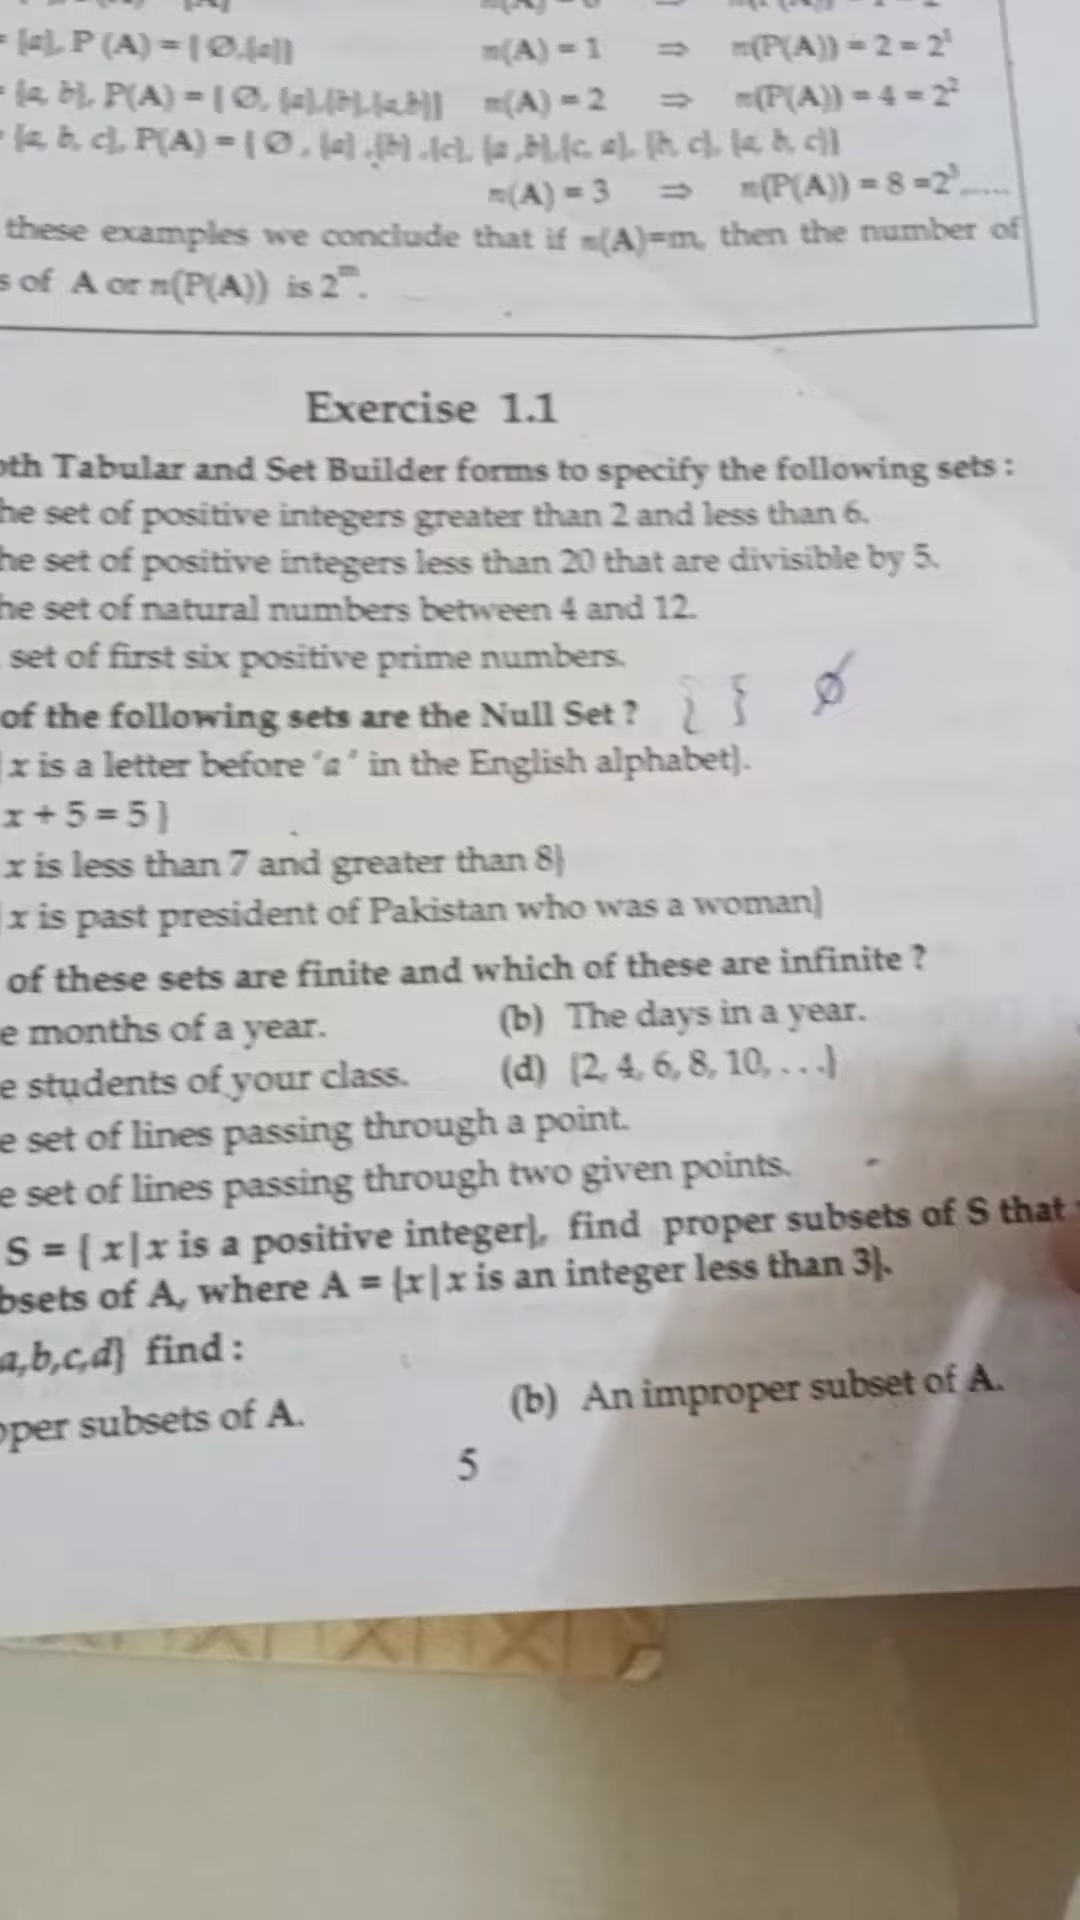 = {a}, P (A) = { Ø,{a}} n(A) = 1 ⇒ n(P(A)) = 2 = 2¹
= {a, b}, P(A) = { Ø, {a},{b},{a,b}} n(A) = 2 ⇒ n(P(A)) = 4 = 2²
= {a, b, c}, P(A) = { Ø , {a} ,{b} ,{c}, {a ,b},{c, a}, {b, c}, {a, b, c}}
n(A) = 3 ⇒ n(P(A)) = 8 =2³......
these examples we conclude that if n(A)=m, then the number of
s of A or n(P(A)) is 2ᵐ.
Exercise 1.1
oth Tabular and Set Builder forms to specify the following sets :
he set of positive integers greater than 2 and less than 6.
he set of positive integers less than 20 that are divisible by 5.
he set of natural numbers between 4 and 12.
set of first six positive prime numbers.
of the following sets are the Null Set ? { } Ø
x is a letter before 'a' in the English alphabet}.
x + 5 = 5 }
x is less than 7 and greater than 8}
x is past president of Pakistan who was a woman}
of these sets are finite and which of these are infinite ?
e months of a year. (b) The days in a year.
e students of your class. (d) {2, 4, 6, 8, 10, . . .}
e set of lines passing through a point.
e set of lines passing through two given points.
S = { x|x is a positive integer}, find proper subsets of S that
bsets of A, where A = {x|x is an integer less than 3}.
a,b,c,d} find :
oper subsets of A. (b) An improper subset of A.
5